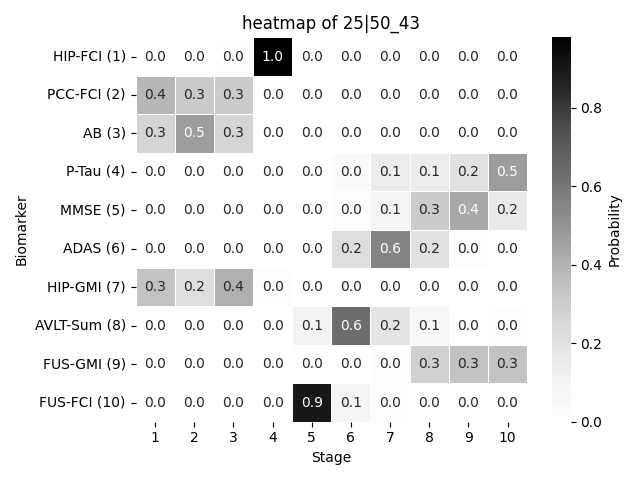 heatmap of 25|50_43
HIP-FCI (1) 0.0 0.0 0.0 1.0 0.0 0.0 0.0 0.0 0.0 0.0
PCC-FCI (2) 0.4 0.3 0.3 0.0 0.0 0.0 0.0 0.0 0.0 0.0
AB (3) 0.3 0.5 0.3 0.0 0.0 0.0 0.0 0.0 0.0 0.0
P-Tau (4) 0.0 0.0 0.0 0.0 0.0 0.0 0.1 0.1 0.2 0.5
MMSE (5) 0.0 0.0 0.0 0.0 0.0 0.0 0.1 0.3 0.4 0.2
ADAS (6) 0.0 0.0 0.0 0.0 0.0 0.2 0.6 0.2 0.0 0.0
HIP-GMI (7) 0.3 0.2 0.4 0.0 0.0 0.0 0.0 0.0 0.0 0.0
AVLT-Sum (8) 0.0 0.0 0.0 0.0 0.1 0.6 0.2 0.1 0.0 0.0
FUS-GMI (9) 0.0 0.0 0.0 0.0 0.0 0.0 0.0 0.3 0.3 0.3
FUS-FCI (10) 0.0 0.0 0.0 0.0 0.9 0.1 0.0 0.0 0.0 0.0
1 2 3 4 5 6 7 8 9 10
Stage
Biomarker
0.8
0.6
0.4
0.2
0.0
Probability